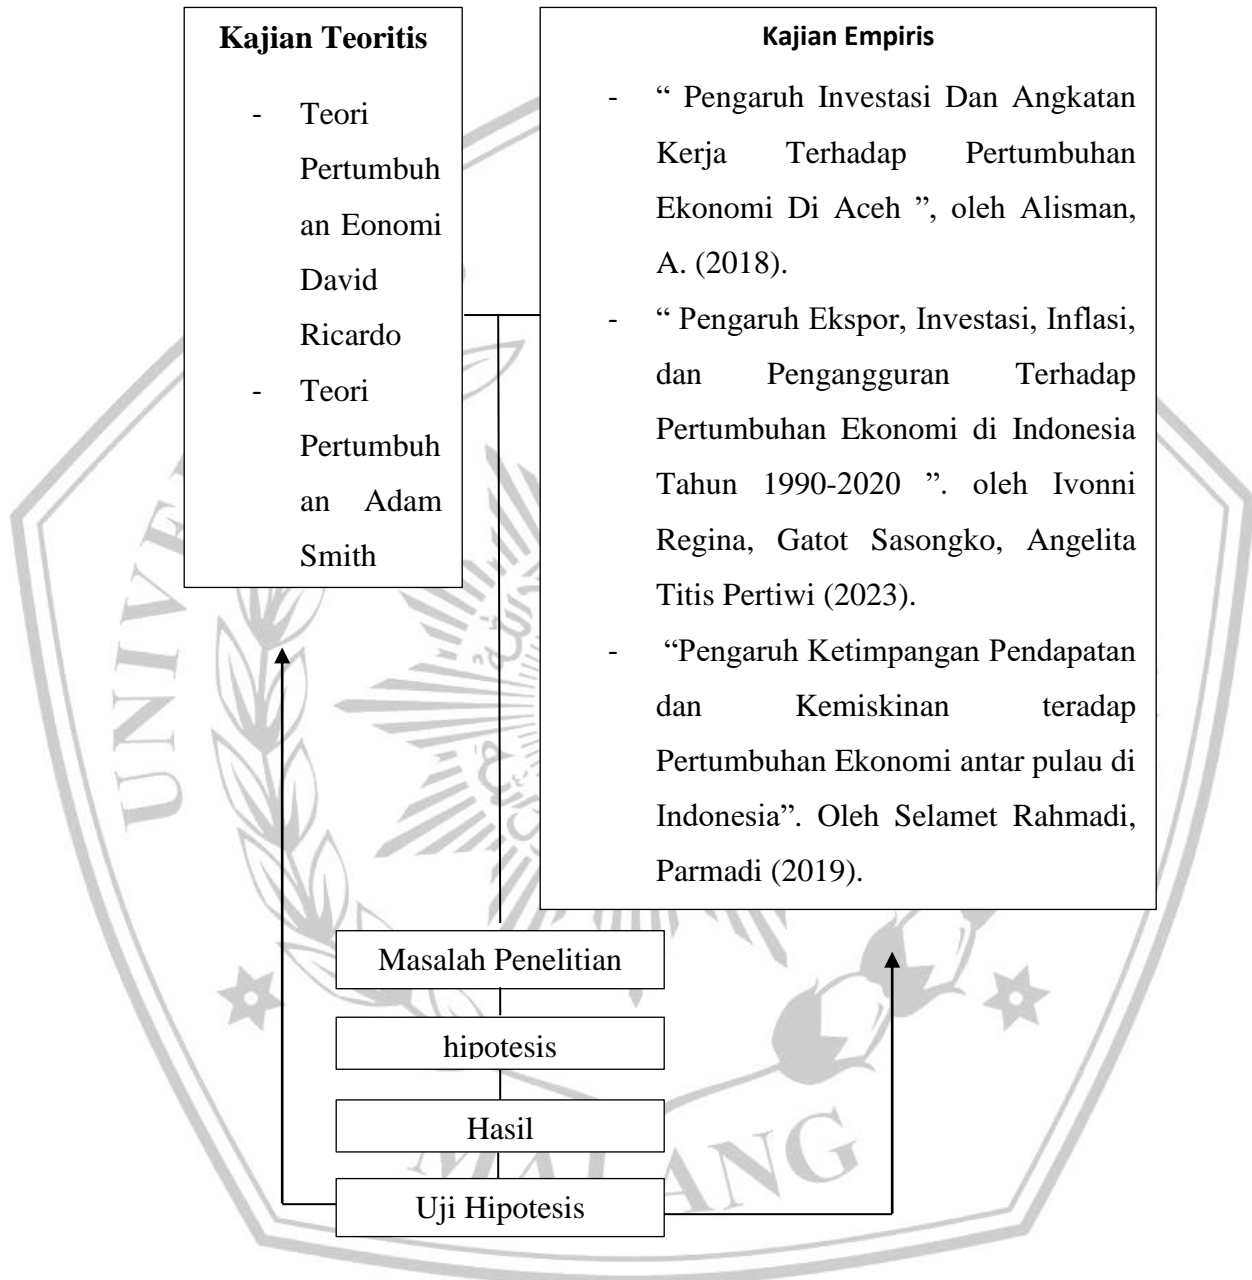 Kajian Teoritis
- Teori
Pertumbuh
an Eonomi
David
Ricardo
- Teori
Pertumbuh
an Adam
Smith
Kajian Empiris
- “ Pengaruh Investasi Dan Angkatan
Kerja Terhadap Pertumbuhan
Ekonomi Di Aceh ”, oleh Alisman,
A. (2018).
- “ Pengaruh Ekspor, Investasi, Inflasi,
dan Pengangguran Terhadap
Pertumbuhan Ekonomi di Indonesia
Tahun 1990-2020 ”. oleh Ivonni
Regina, Gatot Sasongko, Angelita
Titis Pertiwi (2023).
- “Pengaruh Ketimpangan Pendapatan
dan Kemiskinan teradap
Pertumbuhan Ekonomi antar pulau di
Indonesia”. Oleh Selamet Rahmadi,
Parmadi (2019).
Masalah Penelitian
hipotesis
Hasil
Uji Hipotesis
MALANG